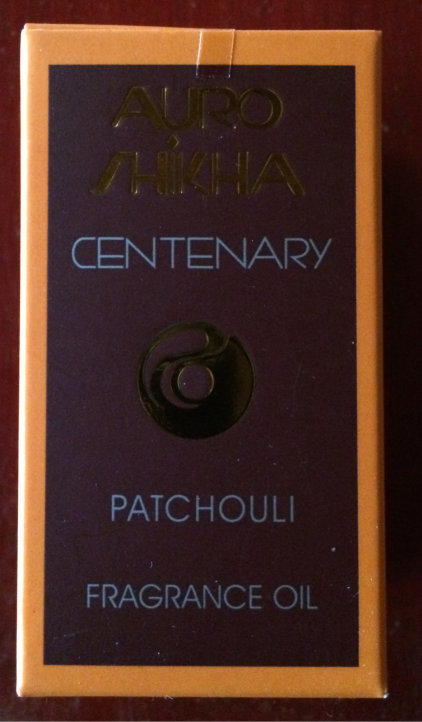 AURO
SHIKHA
CENTENARY
PATCHOULI
FRAGRANCE OIL